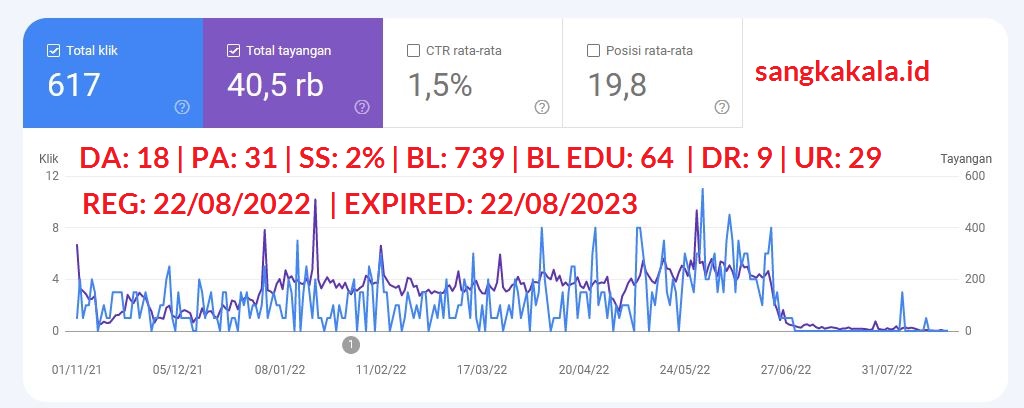 Total klik
617
Total tayangan
40,5 rb
CTR rata-rata
1,5%
Posisi rata-rata
19,8
sangkakala.id
Klik
DA: 18 | PA: 31 | SS: 2% | BL: 739 | BL EDU: 64 | DR: 9 | UR: 29
Tayangan
12
600
REG: 22/08/2022 | EXPIRED: 22/08/2023
8
400
4
200
0
0
1
01/11/21
05/12/21
08/01/22
11/02/22
17/03/22
20/04/22
24/05/22
27/06/22
31/07/22